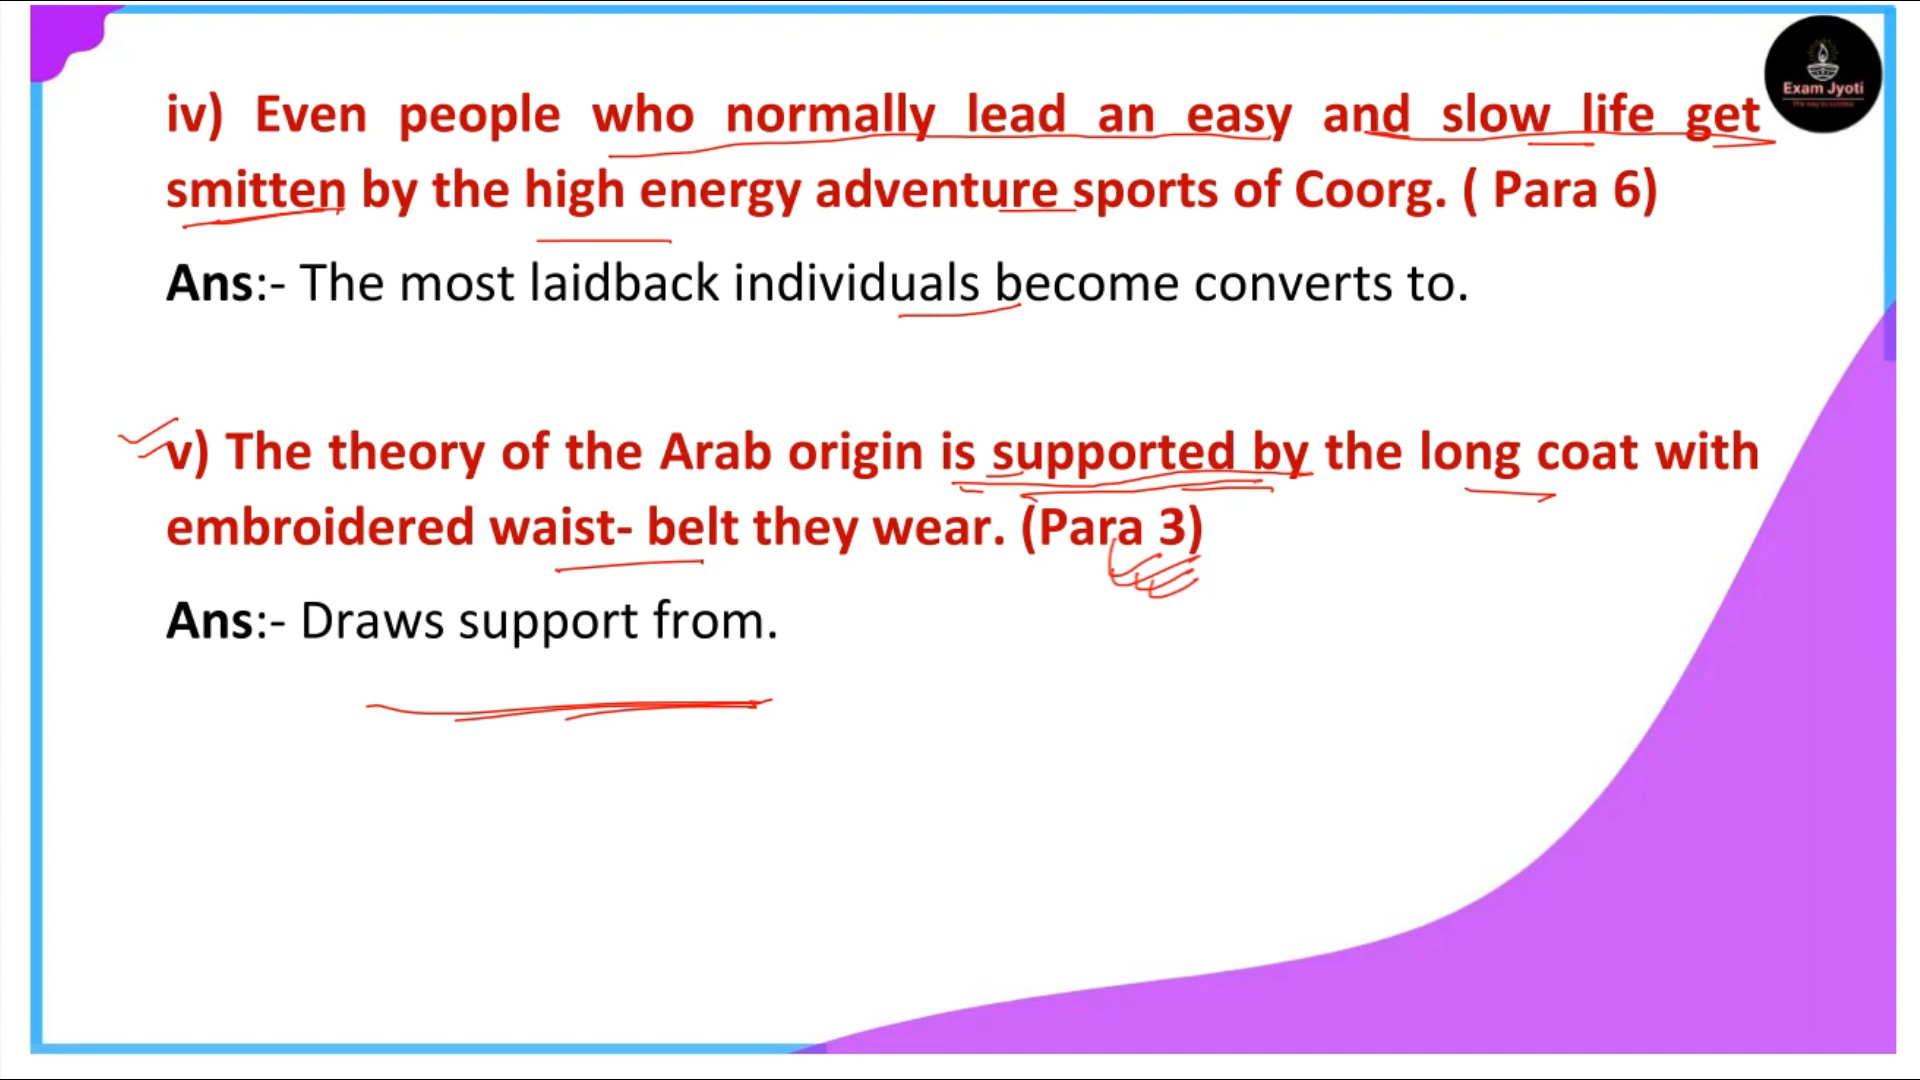 iv) Even people who normally lead an easy and slow life get
smitten by the high energy adventure sports of Coorg. ( Para 6)
Ans:- The most laidback individuals become converts to.
v) The theory of the Arab origin is supported by the long coat with
embroidered waist- belt they wear. (Para 3)
Ans:- Draws support from.
Exam Jyoti